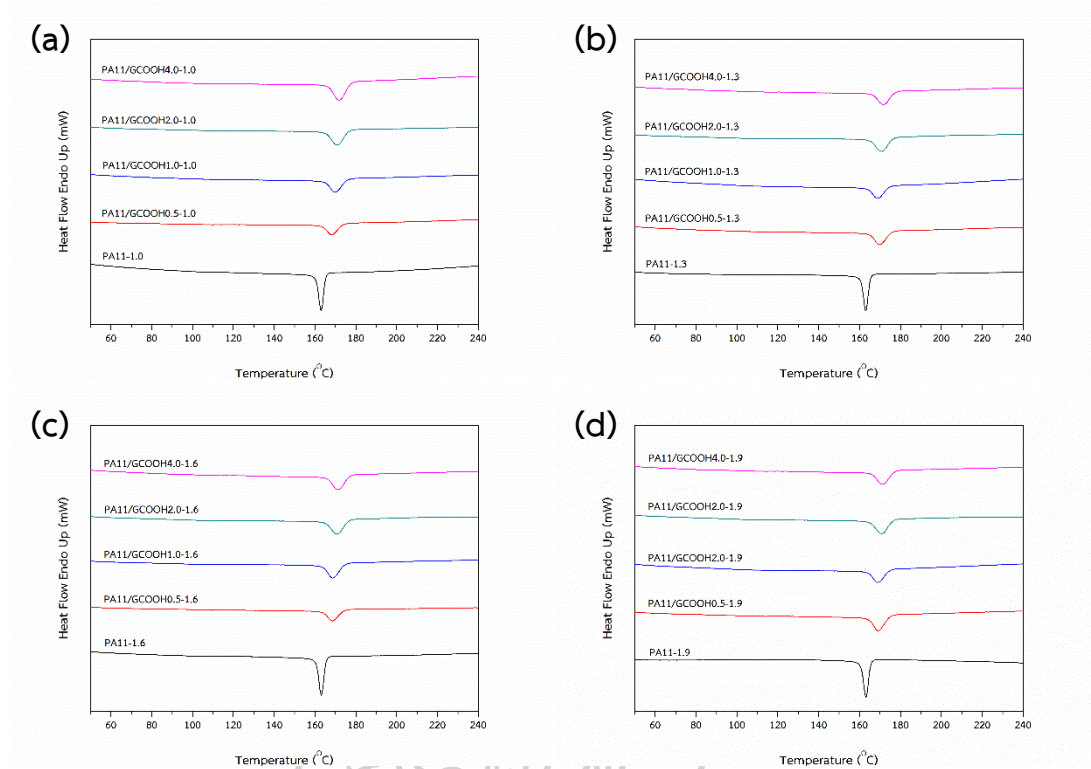 (a)
PA11/GCOOH4.0-1.0
PA11/GCOOH2.0-1.0
PA11/GCOOH1.0-1.0
PA11/GCOOH0.5-1.0
PA11-1.0
Heat Flow Endo Up (mW)
60 80 100 120 140 160 180 200 220 240
Temperature (°C)
(b)
PA11/GCOOH4.0-1.3
PA11/GCOOH2.0-1.3
PA11/GCOOH1.0-1.3
PA11/GCOOH0.5-1.3
PA11-1.3
Heat Flow Endo Up (mW)
60 80 100 120 140 160 180 200 220 240
Temperature (°C)
(c)
PA11/GCOOH4.0-1.6
PA11/GCOOH2.0-1.6
PA11/GCOOH1.0-1.6
PA11/GCOOH0.5-1.6
PA11-1.6
Heat Flow Endo Up (mW)
60 80 100 120 140 160 180 200 220 240
Temperature (°C)
(d)
PA11/GCOOH4.0-1.9
PA11/GCOOH2.0-1.9
PA11/GCOOH2.0-1.9
PA11/GCOOH0.5-1.9
PA11-1.9
Heat Flow Endo Up (mW)
60 80 100 120 140 160 180 200 220 240
Temperature (°C)